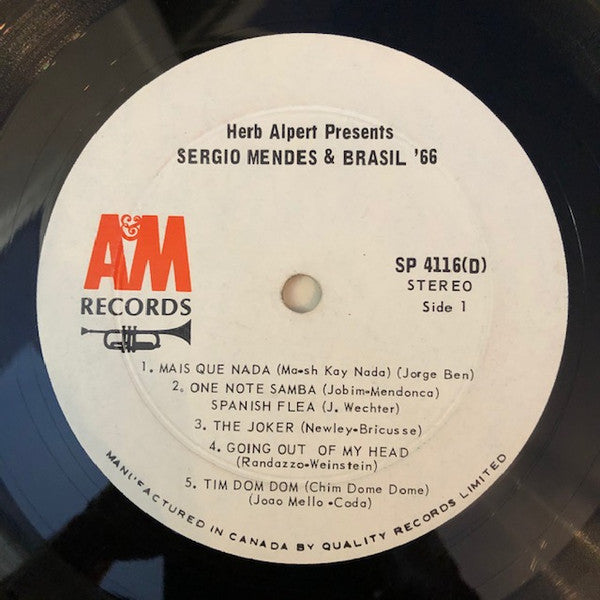 Herb Alpert Presents
SERGIO MENDES & BRASIL '66
A&M
RECORDS
SP 4116(D)
STEREO
Side 1
1. MAIS QUE NADA (Ma-sh Kay Nada) (Jorge Ben)
2. ONE NOTE SAMBA (Jobim-Mendonca)
SPANISH FLEA (J. Wechter)
3. THE JOKER (Newley-Bricusse)
4. GOING OUT OF MY HEAD
(Randazzo-Weinstein)
5. TIM DOM DOM (Chim Dome Dome)
(Joao Mello-Coda)
MANUFACTURED IN CANADA BY QUALITY RECORDS LIMITED